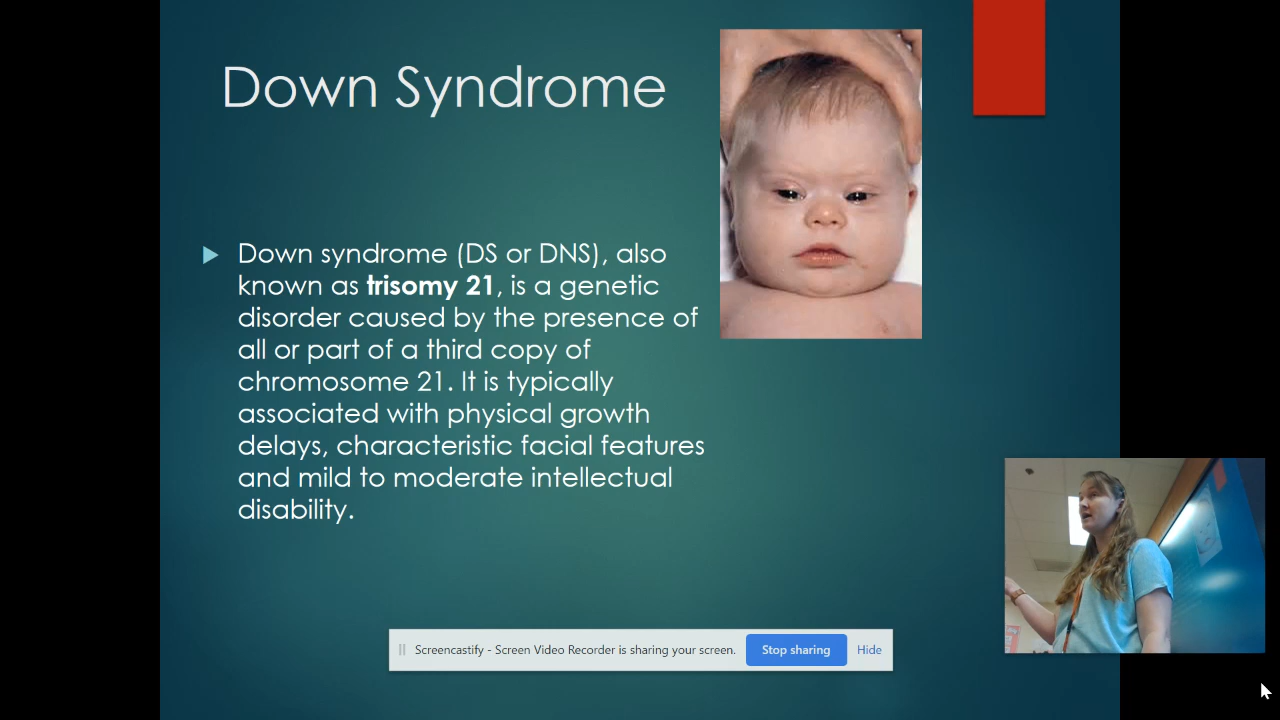 Down Syndrome
Down syndrome (DS or DNS), also
known as trisomy 21, is a genetic
disorder caused by the presence of
all or part of a third copy of
chromosome 21. It is typically
associated with physical growth
delays, characteristic facial features
and mild to moderate intellectual
disability.
Screencastify - Screen Video Recorder is sharing your screen.
Stop sharing
Hide